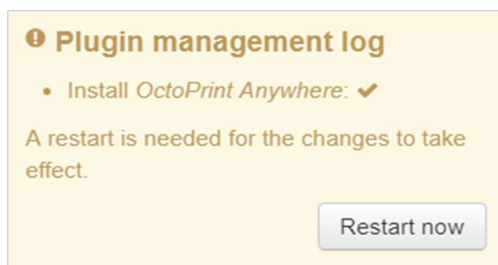 Plugin management log
• Install OctoPrint Anywhere: ✔
A restart is needed for the changes to take
effect.
Restart now